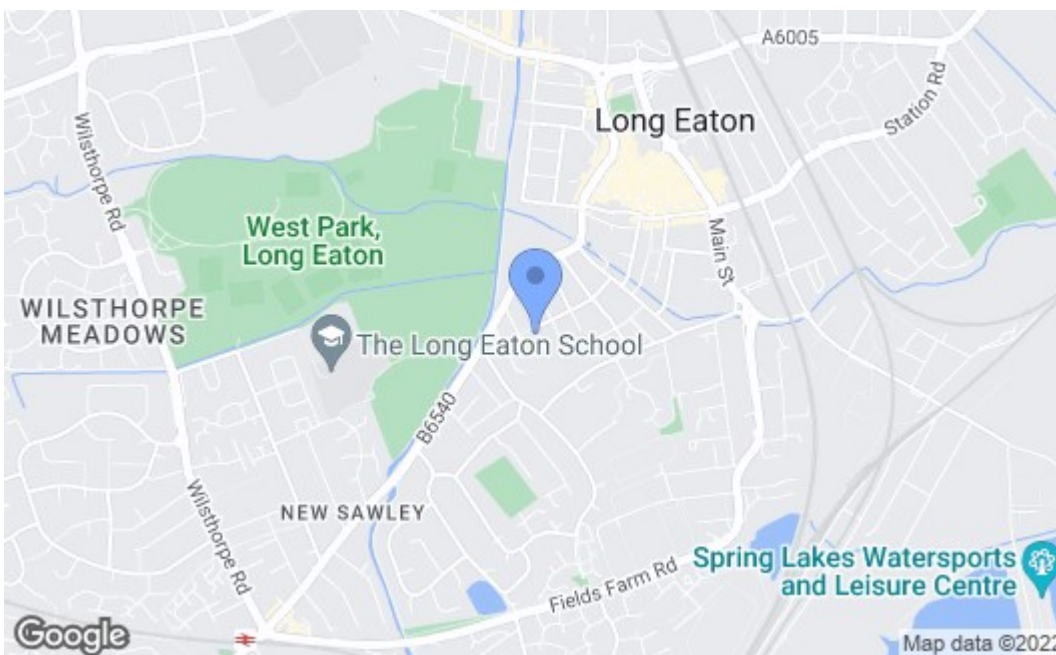 A6005
Long Eaton
Station Rd
Wilsthorpe Rd
West Park,
Long Eaton
Main St
WILSTHORPE
MEADOWS
The Long Eaton School
B6540
Wilsthorpe Rd
NEW SAWLEY
Spring Lakes Watersports
and Leisure Centre
Fields Farm Rd
Google
Map data ©2022